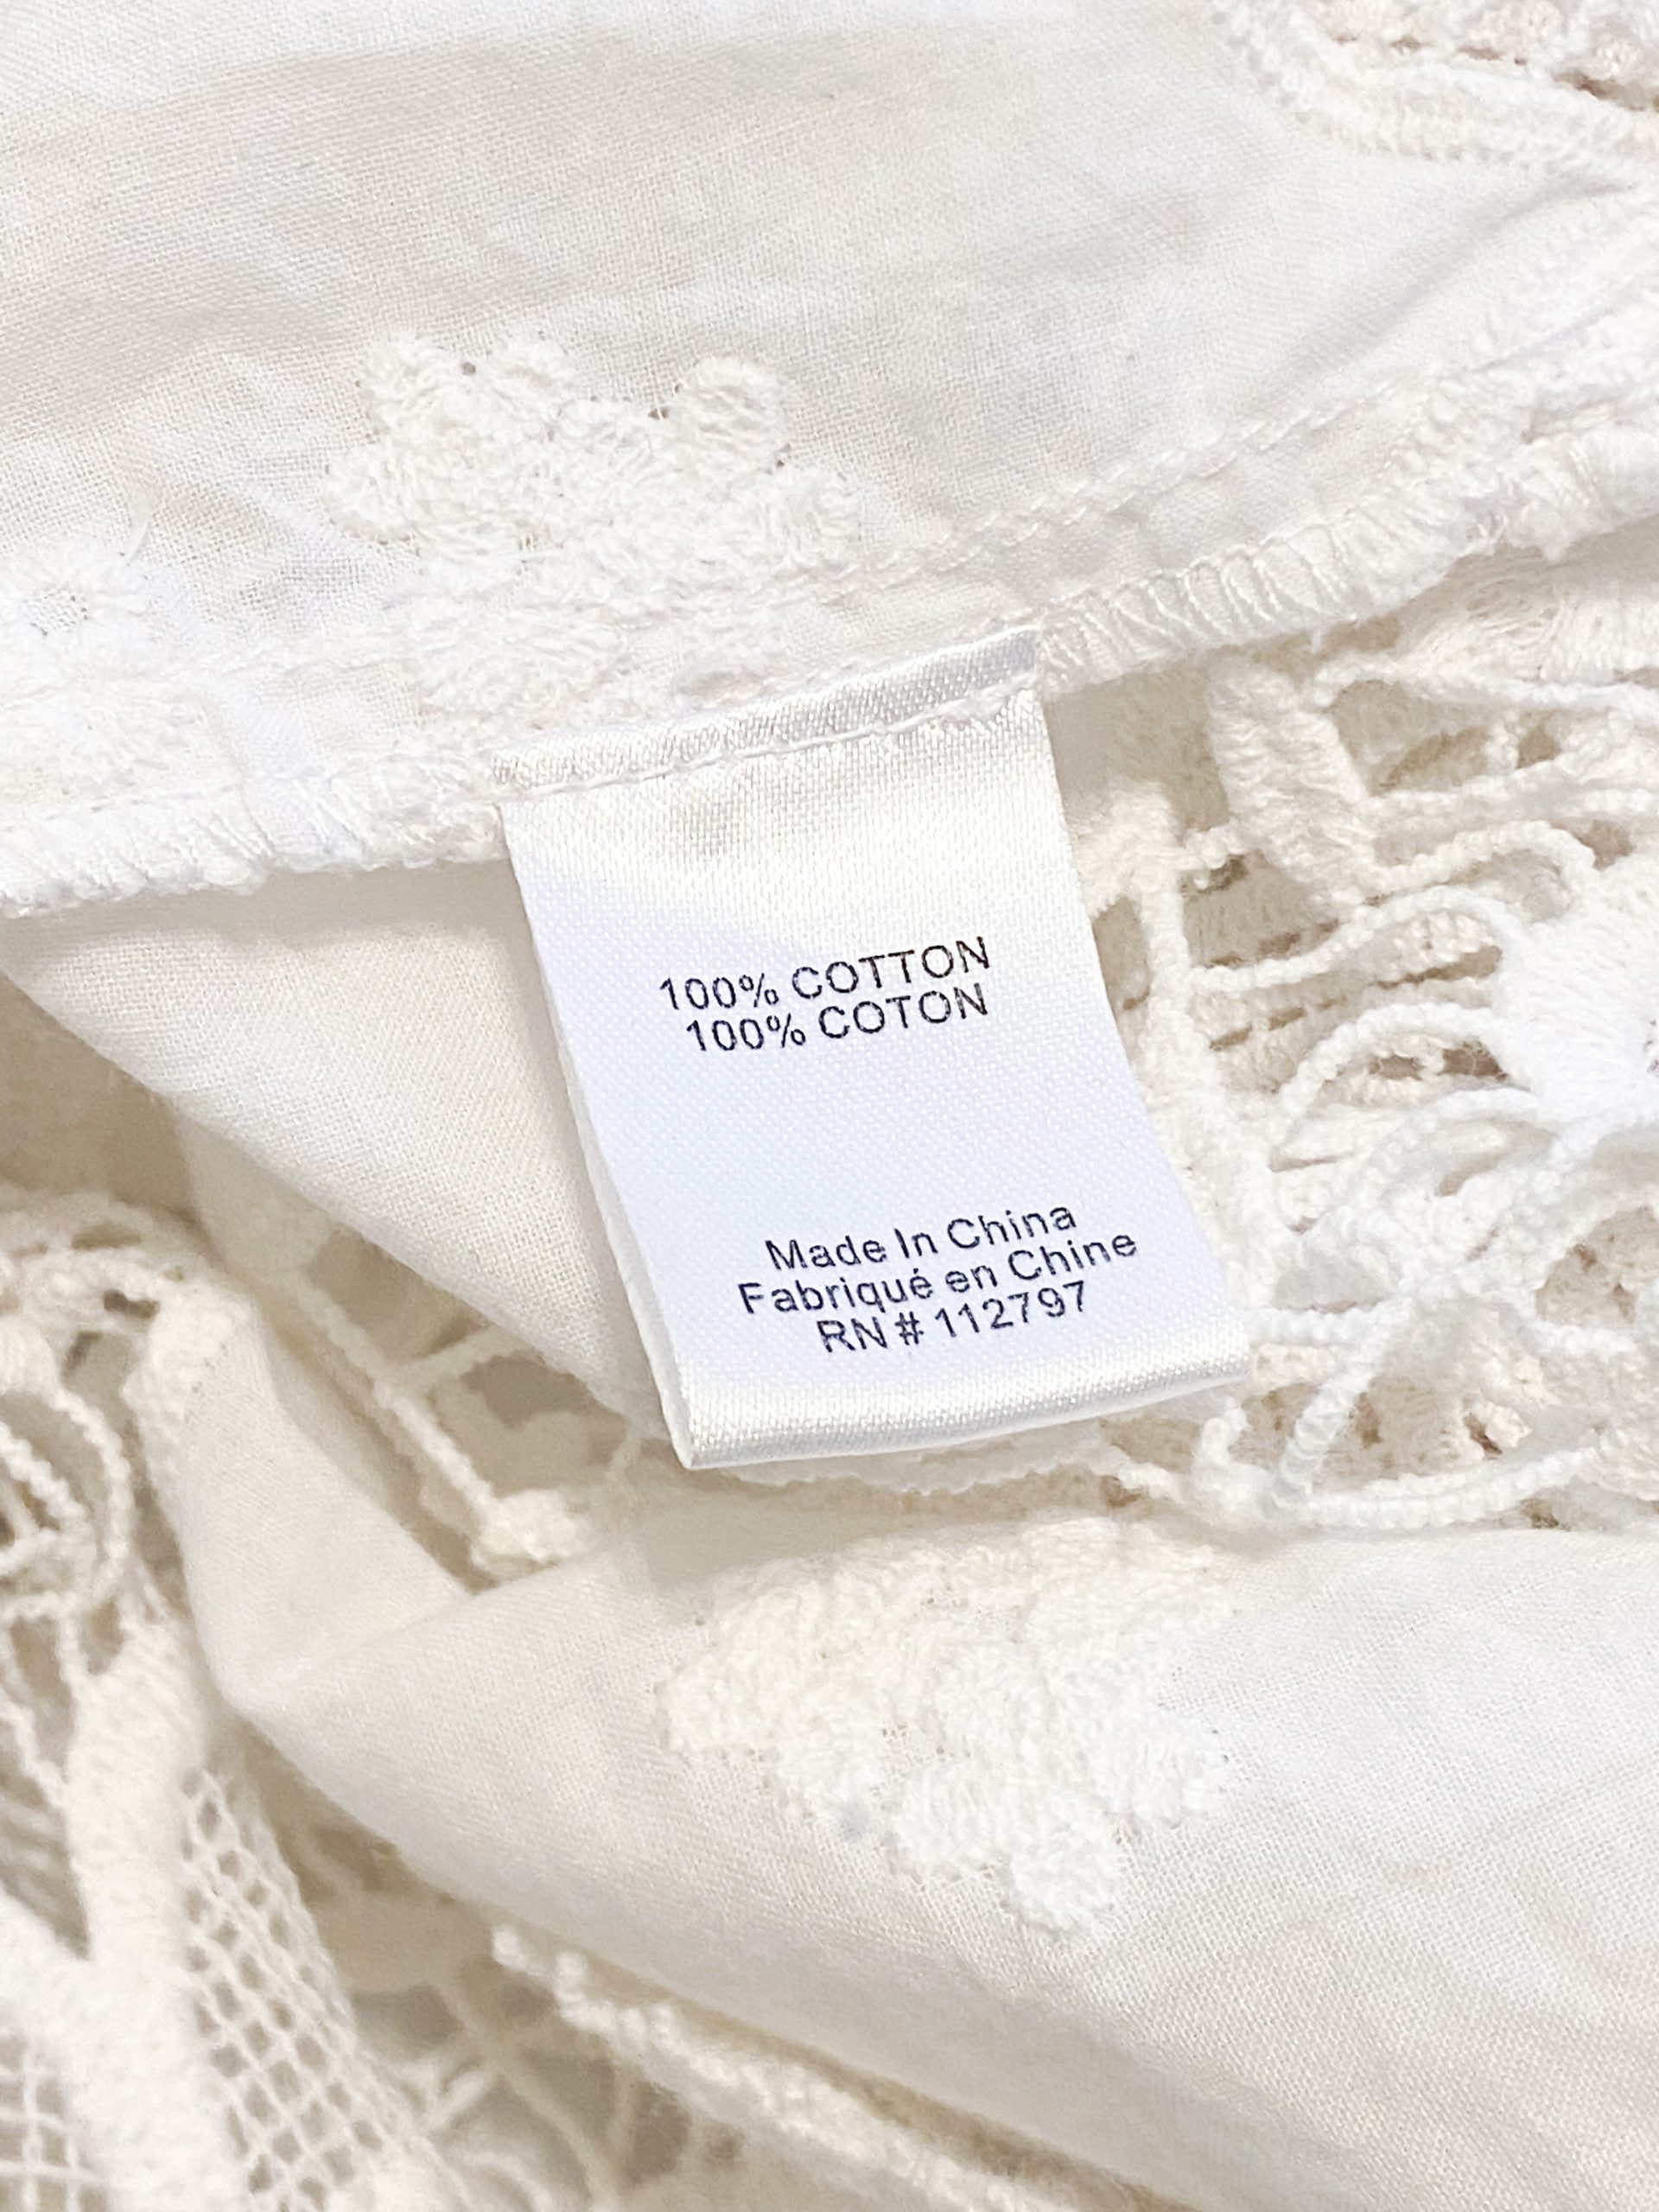 100% COTTON
100% COTON
Made In China
Fabriqué en Chine
RN # 112797